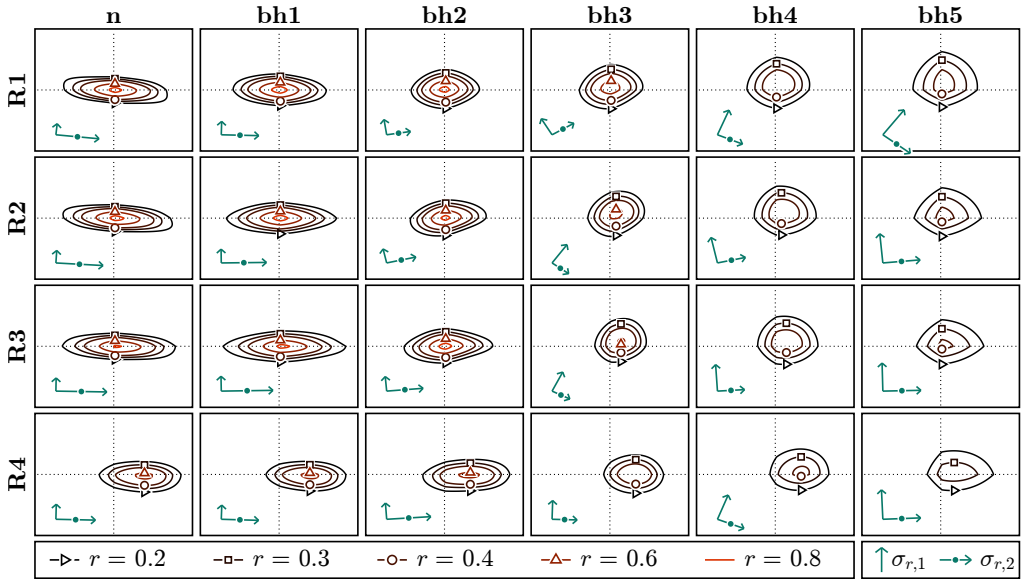 n bh1 bh2 bh3 bh4 bh5
R1
R2
R3
R4
r = 0.2 r = 0.3 r = 0.4 r = 0.6 r = 0.8 σr,1 σr,2